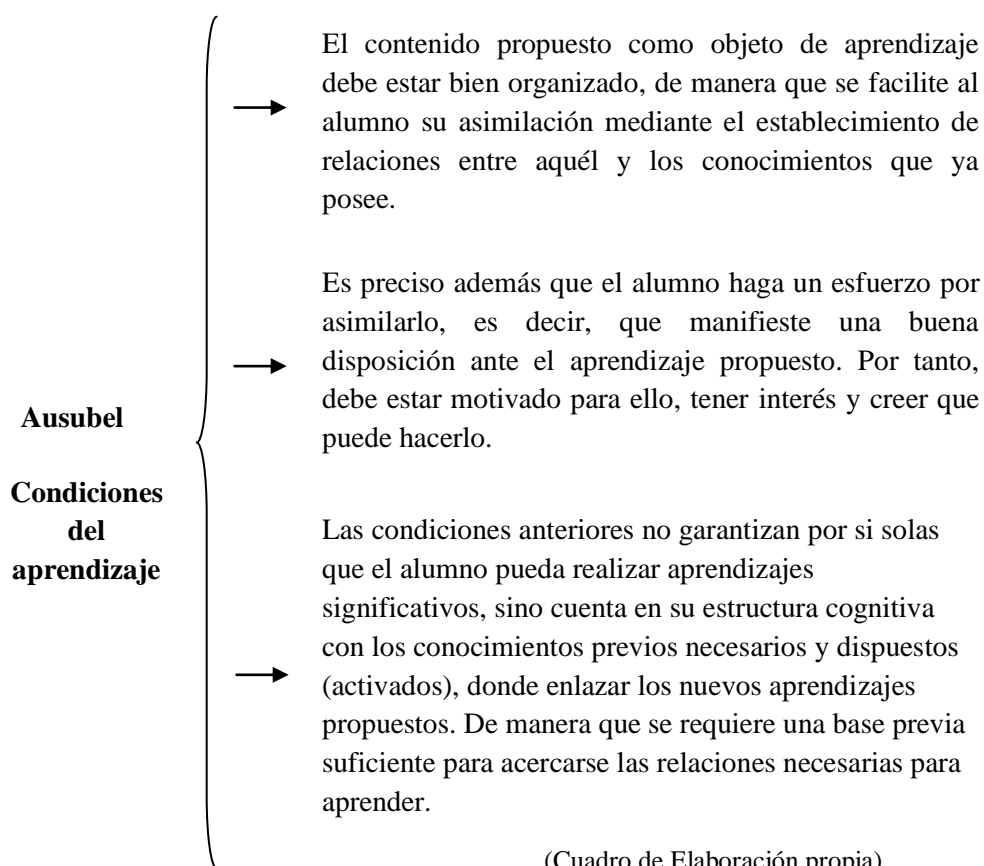 El contenido propuesto como objeto de aprendizaje
debe estar bien organizado, de manera que se facilite al
alumno su asimilación mediante el establecimiento de
relaciones entre aquél y los conocimientos que ya
posee.
Es preciso además que el alumno haga un esfuerzo por
asimilarlo, es decir, que manifieste una buena
disposición ante el aprendizaje propuesto. Por tanto,
debe estar motivado para ello, tener interés y creer que
puede hacerlo.
Ausubel
Condiciones
del
aprendizaje
Las condiciones anteriores no garantizan por si solas
que el alumno pueda realizar aprendizajes
significativos, sino cuenta en su estructura cognitiva
con los conocimientos previos necesarios y dispuestos
(activados), donde enlazar los nuevos aprendizajes
propuestos. De manera que se requiere una base previa
suficiente para acercarse las relaciones necesarias para
aprender.
(Cuadro de Elaboración propia)